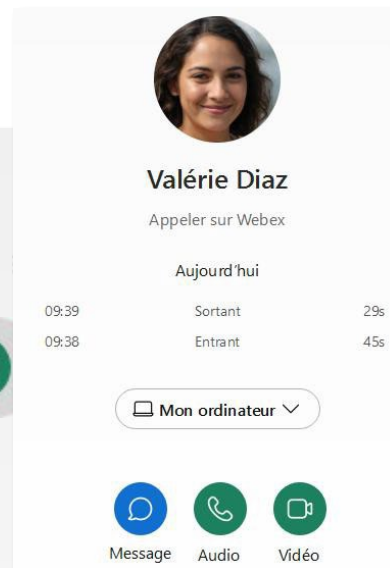 Valérie Diaz
Appeler sur Webex
Aujourd'hui
09:39 Sortant 29s
09:38 Entrant 45s
Mon ordinateur
Message Audio Vidéo